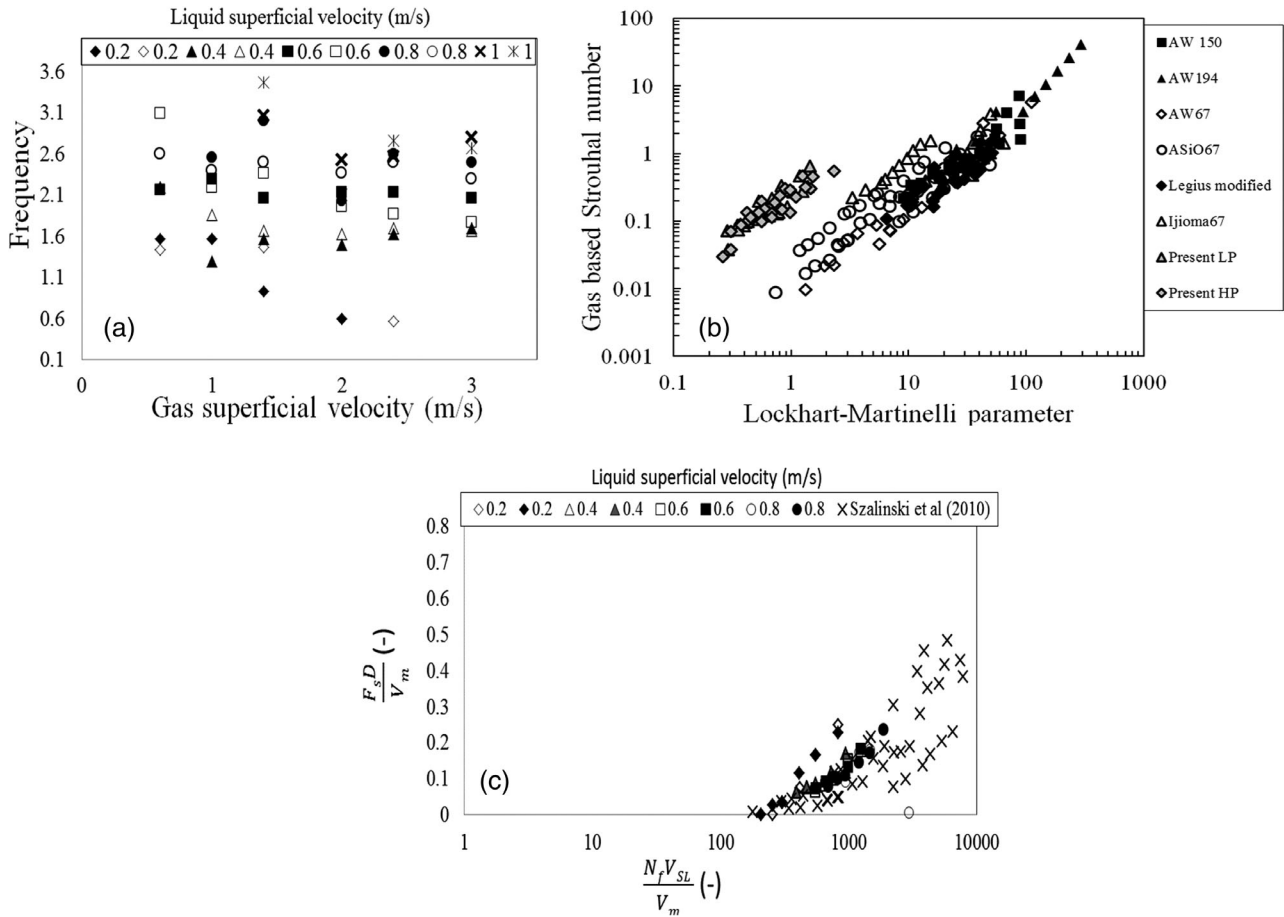 Liquid superficial velocity (m/s)
0.2 0.2 0.4 0.4 0.6 0.6 0.8 0.8 1 1
Frequency
3.6
3.1
2.6
2.1
1.6
1.1
0.1
(a)
0 1 2 3
Gas superficial velocity (m/s)
Gas based Strouhal number
100
10
1
0.1
0.01
0.001
(b)
0.1 1 10 100 1000
Lockhart-Martinelli parameter
AW 150
AW194
AW67
ASiO67
Legius modified
Ijioma67
Present LP
Present HP
Liquid superficial velocity (m/s)
0.2 0.2 0.4 0.4 0.6 0.6 0.8 0.8 Szalinski et al (2010)
F_s D / V_m (-)
0.8
0.7
0.6
0.5
0.4
0.3
0.2
0.1
0
(c)
1 10 100 1000 10000
N_f V_SL / V_m (-)